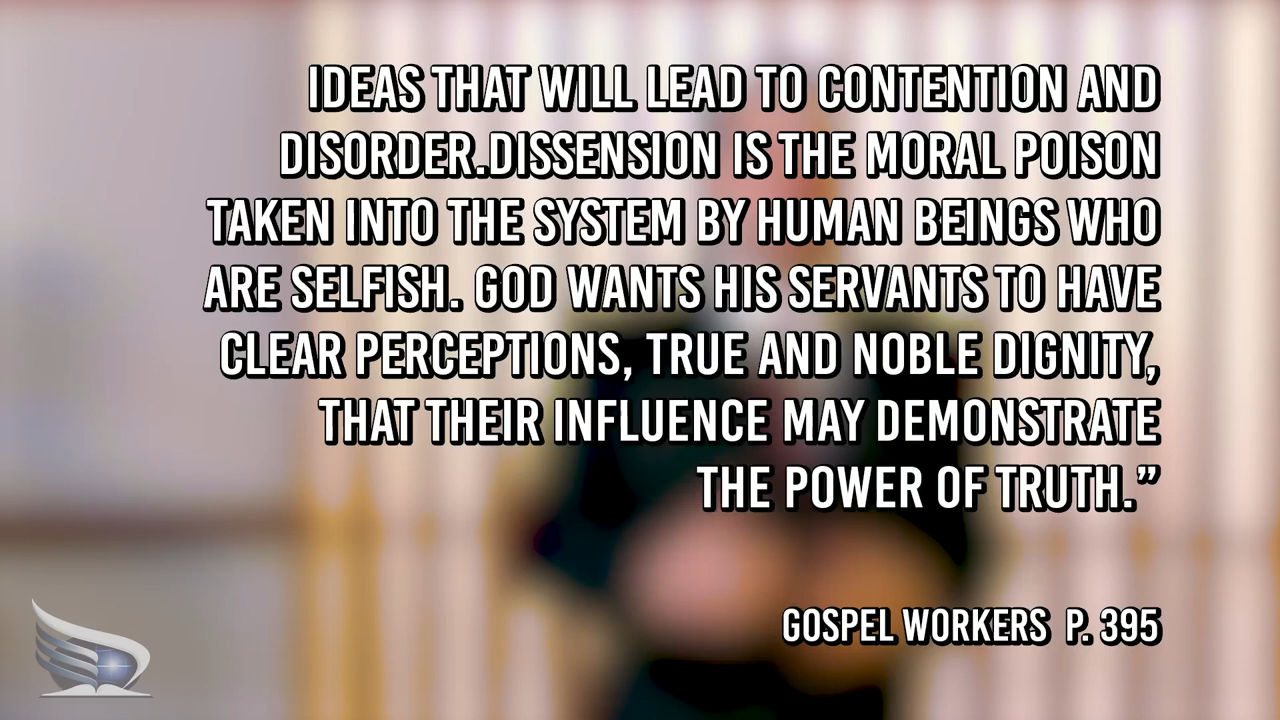 IDEAS THAT WILL LEAD TO CONTENTION AND
DISORDER.DISSENSION IS THE MORAL POISON
TAKEN INTO THE SYSTEM BY HUMAN BEINGS WHO
ARE SELFISH. GOD WANTS HIS SERVANTS TO HAVE
CLEAR PERCEPTIONS, TRUE AND NOBLE DIGNITY,
THAT THEIR INFLUENCE MAY DEMONSTRATE
THE POWER OF TRUTH.”
GOSPEL WORKERS P. 395